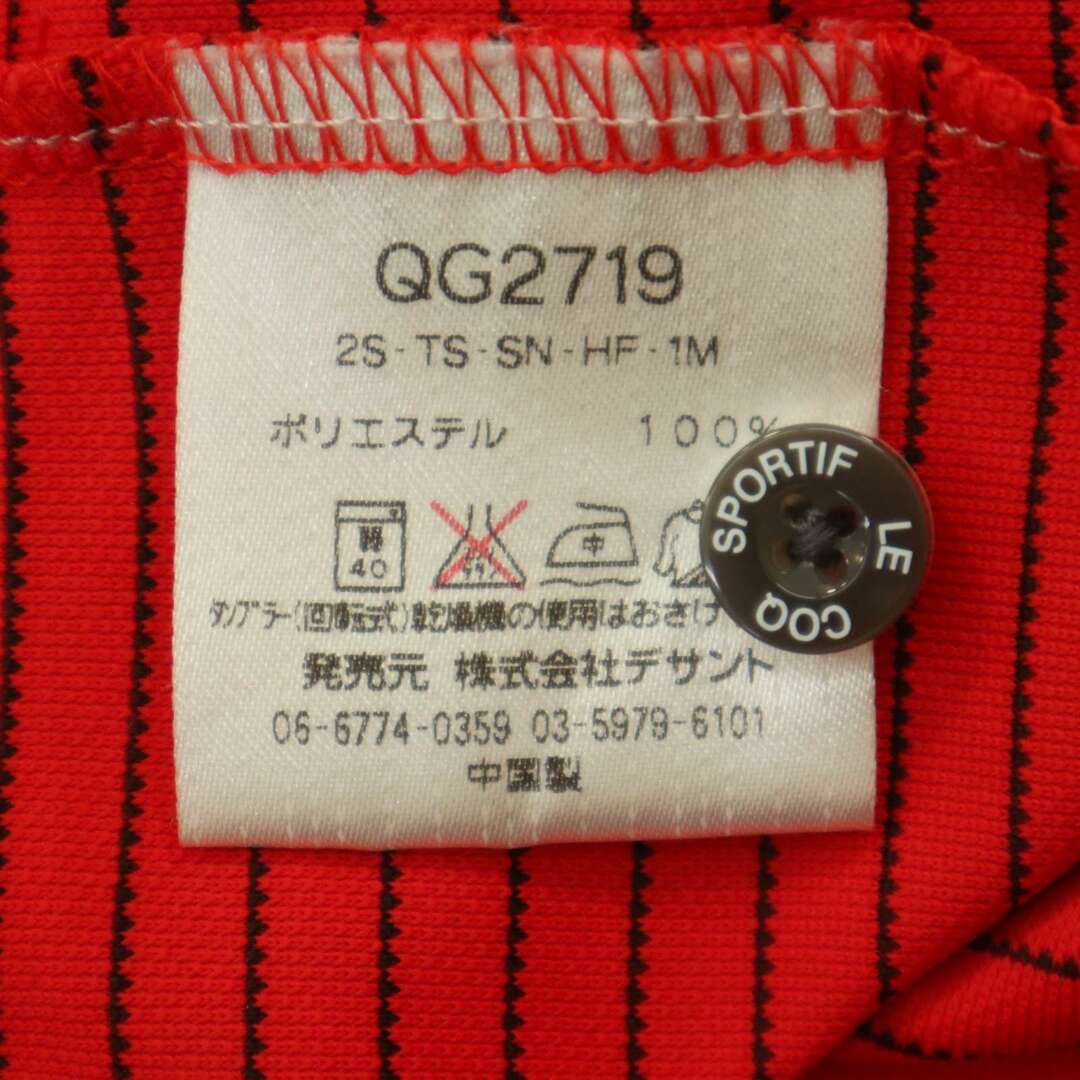 QG2719
2S-TS-SN-HF-1M
ポリエステル 100%
40
中
タンブラー(回転式)乾燥機の使用はおさけ
発売元 株式会社デサント
06-6774-0359 03-5979-6101
中国製
LE COQ SPORTIF